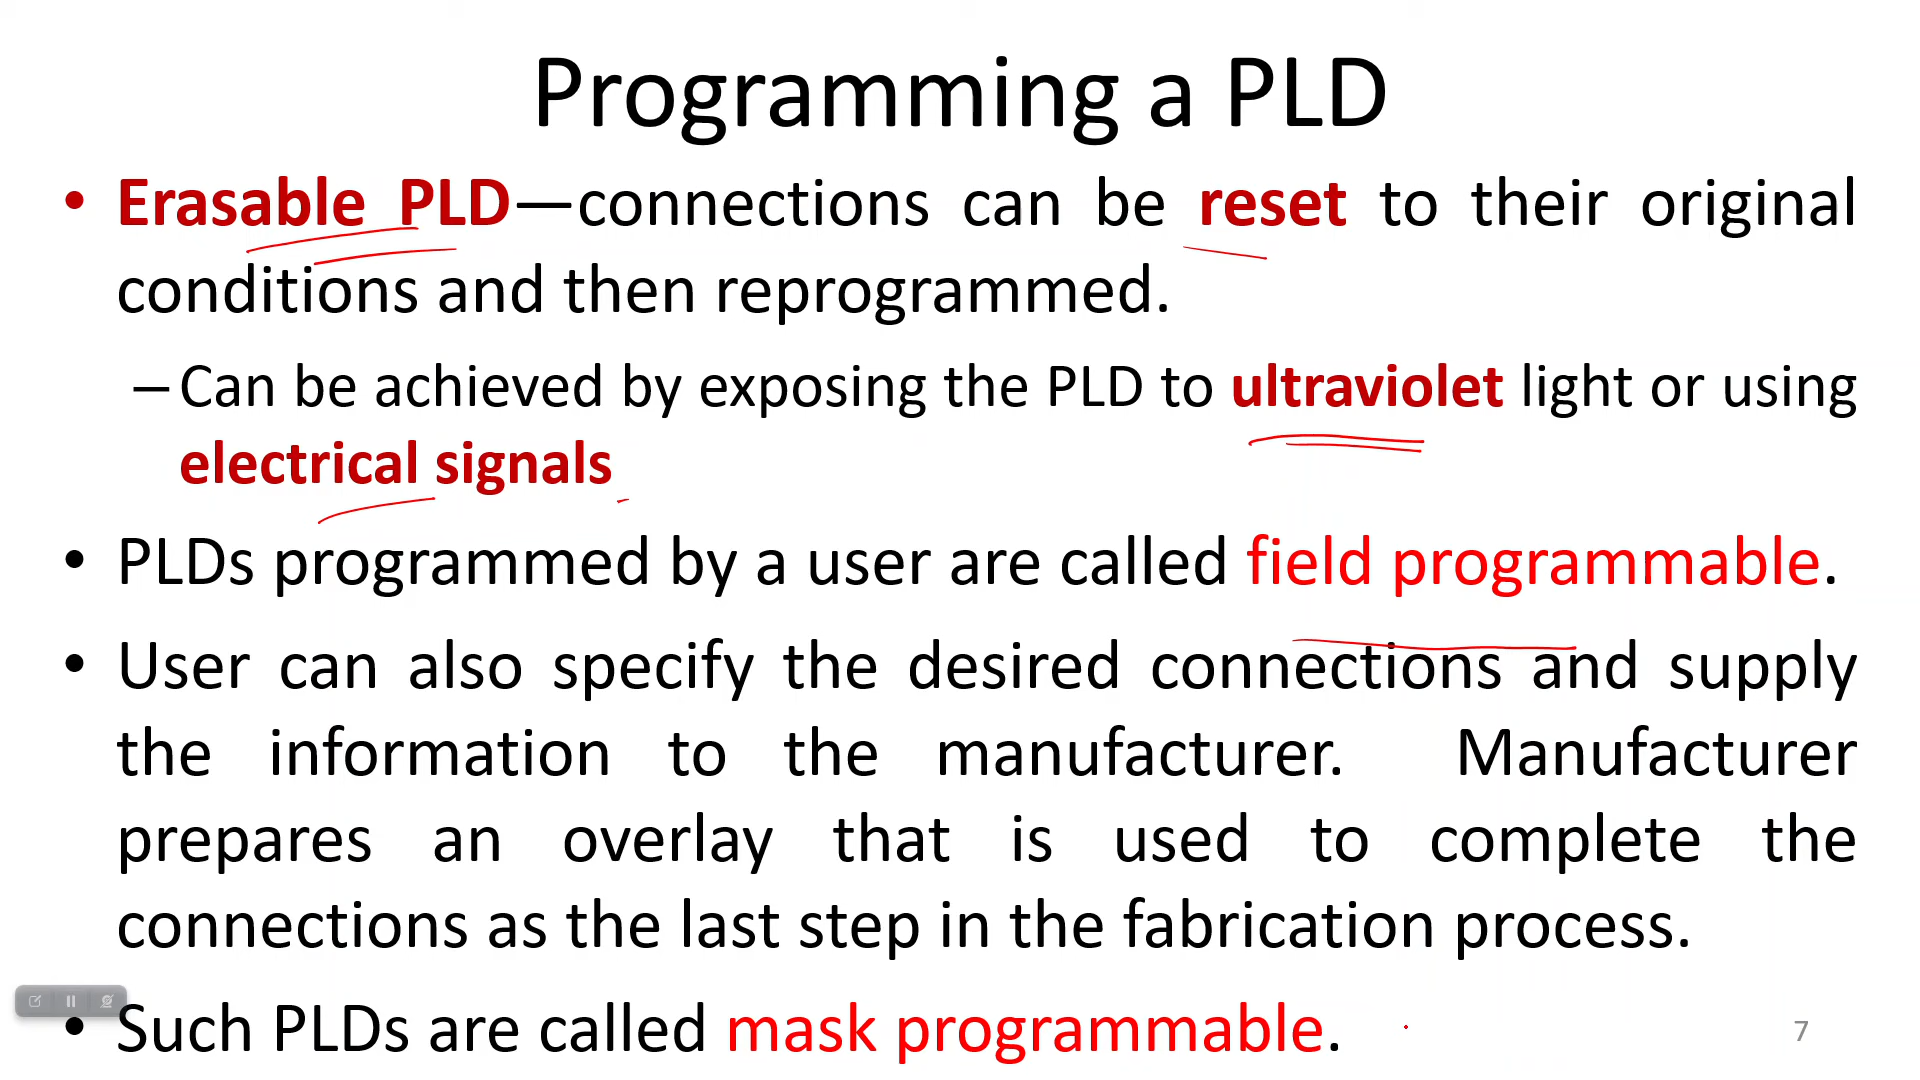 Programming a PLD
• Erasable PLD—connections can be reset to their original
conditions and then reprogrammed.
– Can be achieved by exposing the PLD to ultraviolet light or using
electrical signals
• PLDs programmed by a user are called field programmable.
• User can also specify the desired connections and supply
the information to the manufacturer. Manufacturer
prepares an overlay that is used to complete the
connections as the last step in the fabrication process.
• Such PLDs are called mask programmable.
7